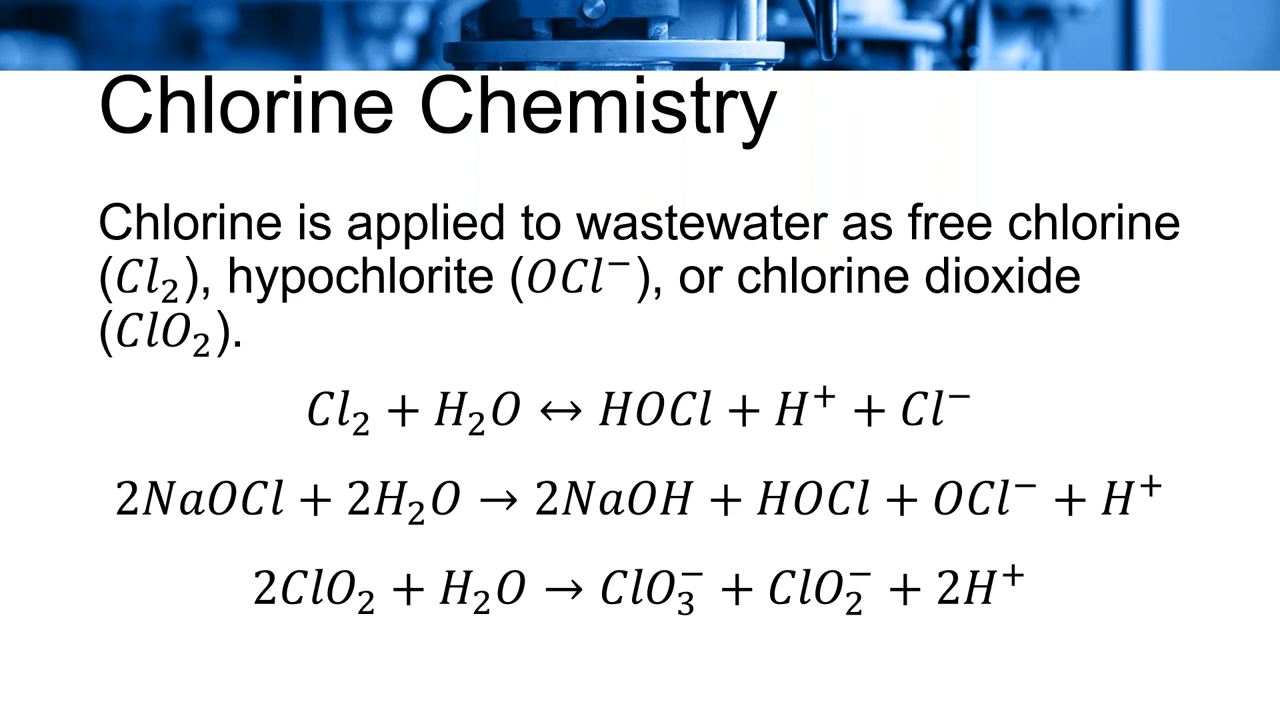 Chlorine Chemistry
Chlorine is applied to wastewater as free chlorine
(Cl₂), hypochlorite (OCl⁻), or chlorine dioxide
(ClO₂).
Cl₂ + H₂O ↔ HOCl + H⁺ + Cl⁻
2NaOCl + 2H₂O → 2NaOH + HOCl + OCl⁻ + H⁺
2ClO₂ + H₂O → ClO₃⁻ + ClO₂⁻ + 2H⁺